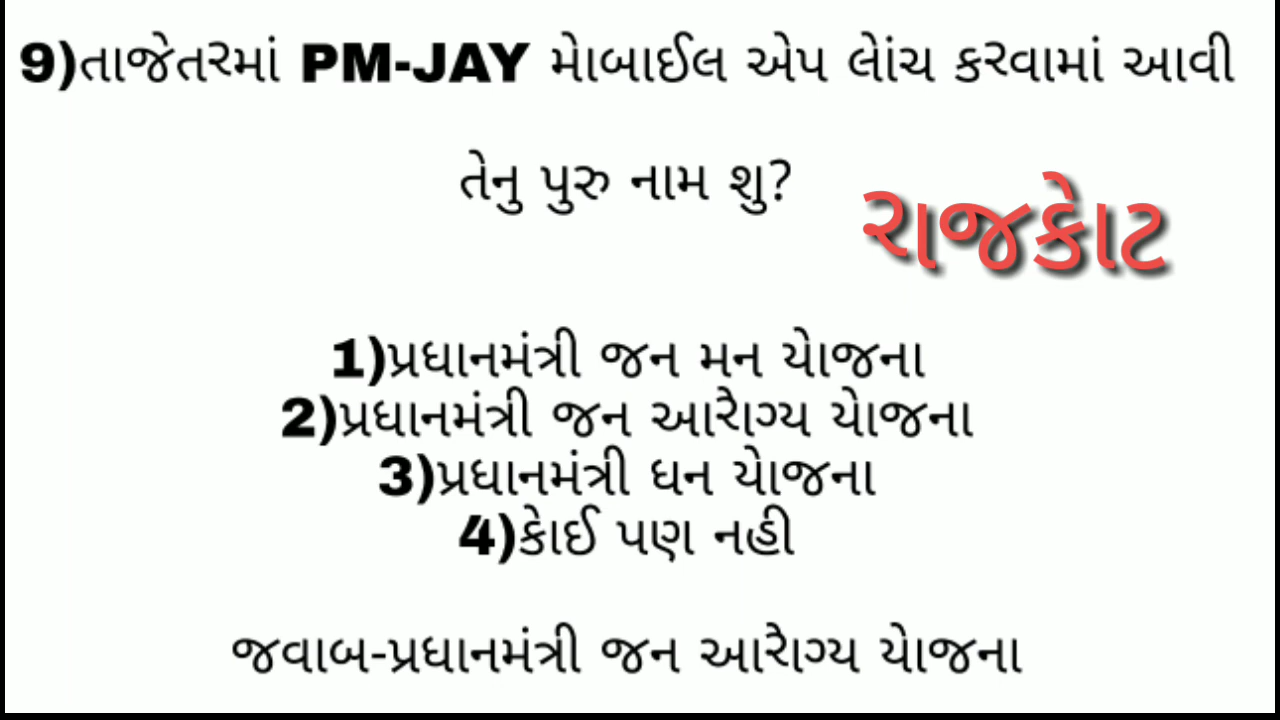 9)તાજેતરમાં PM-JAY મોબાઈલ એપ લોંચ કરવામાં આવી
તેનુ પુરુ નામ શુ?
રાજકોટ
1)પ્રધાનમંત્રી જન મન યોજના
2)પ્રધાનમંત્રી જન આરોગ્ય યોજના
3)પ્રધાનમંત્રી ધન યોજના
4)કોઈ પણ નહી
જવાબ-પ્રધાનમંત્રી જન આરોગ્ય યોજના